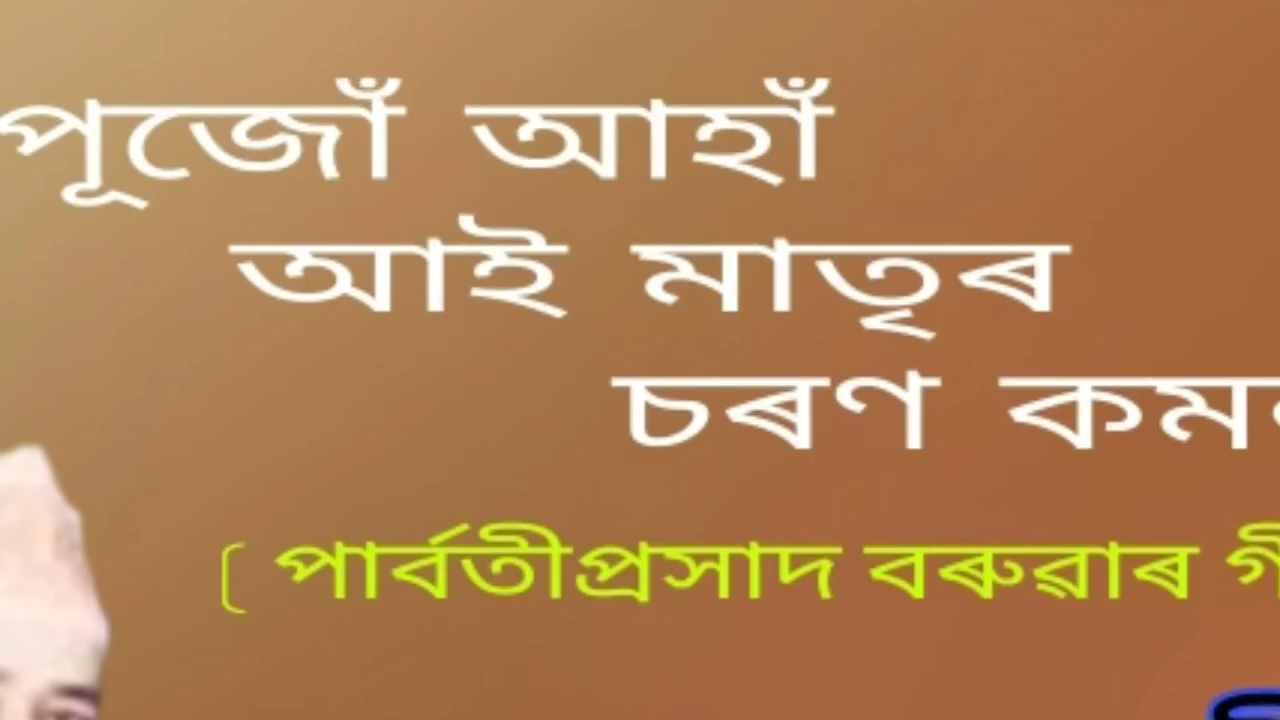 পূজোঁ আহাঁ
আই মাতৃৰ
চৰণ
( পাৰ্বতীপ্ৰসাদ বৰুৱাৰ